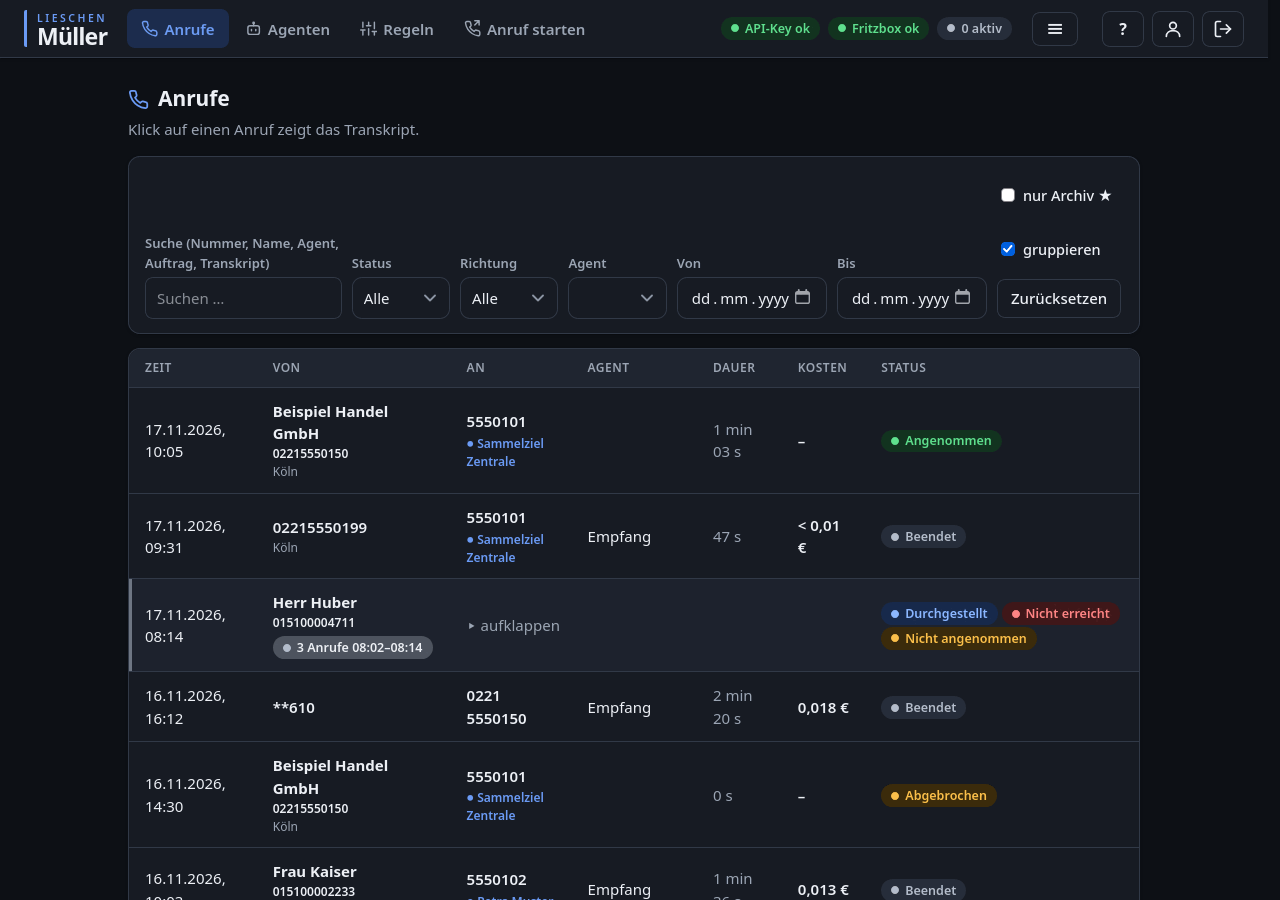 LIESCHEN
Müller
Anrufe
Agenten
Regeln
Anruf starten
API-Key ok
Fritzbox ok
0 aktiv
?
Anrufe
Klick auf einen Anruf zeigt das Transkript.
nur Archiv ★
gruppieren
Suche (Nummer, Name, Agent,
Auftrag, Transkript)
Status
Richtung
Agent
Von
Bis
Suchen ...
Alle
Alle
dd.mm.yyyy
dd.mm.yyyy
Zurücksetzen
ZEIT VON AN AGENT DAUER KOSTEN STATUS
17.11.2026,
10:05
Beispiel Handel
GmbH
02215550150
Köln
5550101
● Sammelziel
Zentrale
1 min
03 s
–
Angenommen
17.11.2026,
09:31
02215550199
Köln
5550101
● Sammelziel
Zentrale
Empfang
47 s
< 0,01
€
Beendet
17.11.2026,
08:14
Herr Huber
015100004711
3 Anrufe 08:02–08:14
▸ aufklappen
Durchgestellt
Nicht erreicht
Nicht angenommen
16.11.2026,
16:12
**610
0221
5550150
Empfang
2 min
20 s
0,018 €
Beendet
16.11.2026,
14:30
Beispiel Handel
GmbH
02215550150
Köln
5550101
● Sammelziel
Zentrale
0 s
–
Abgebrochen
16.11.2026,
Frau Kaiser
015100002233
5550102
Empfang
1 min
0,013 €
Beendet